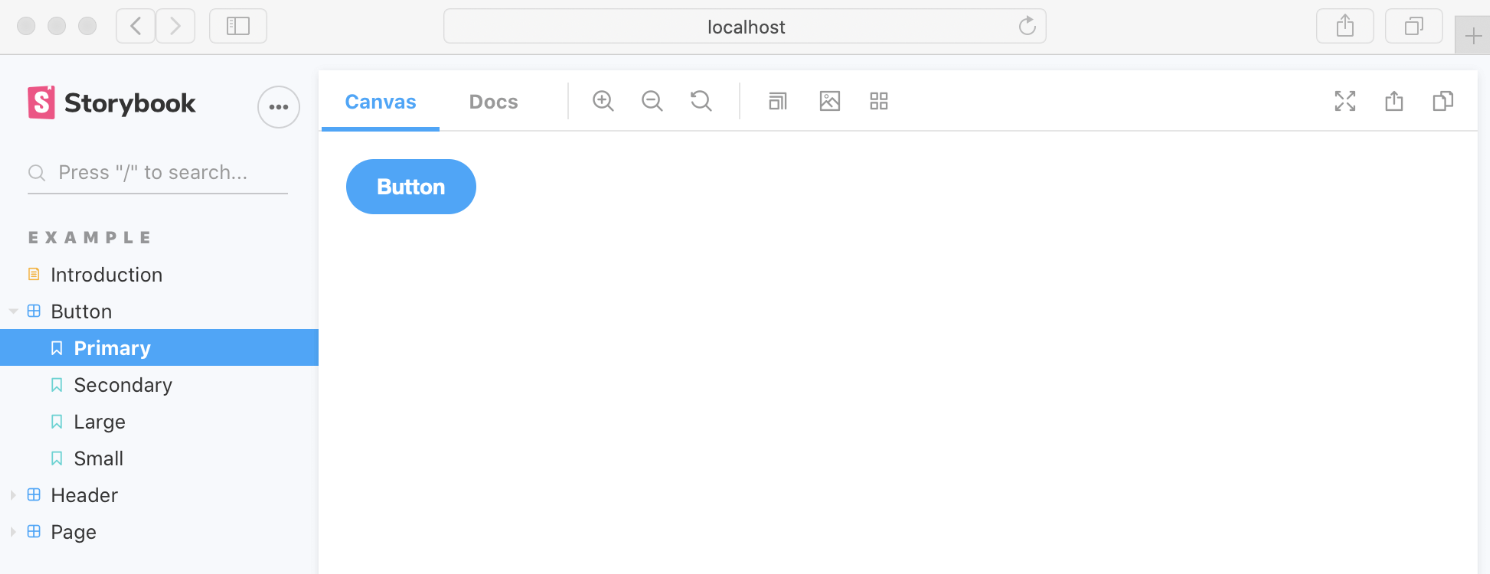 localhost
Storybook
Canvas
Docs
Press "/" to search...
Button
EXAMPLE
Introduction
Button
Primary
Secondary
Large
Small
Header
Page